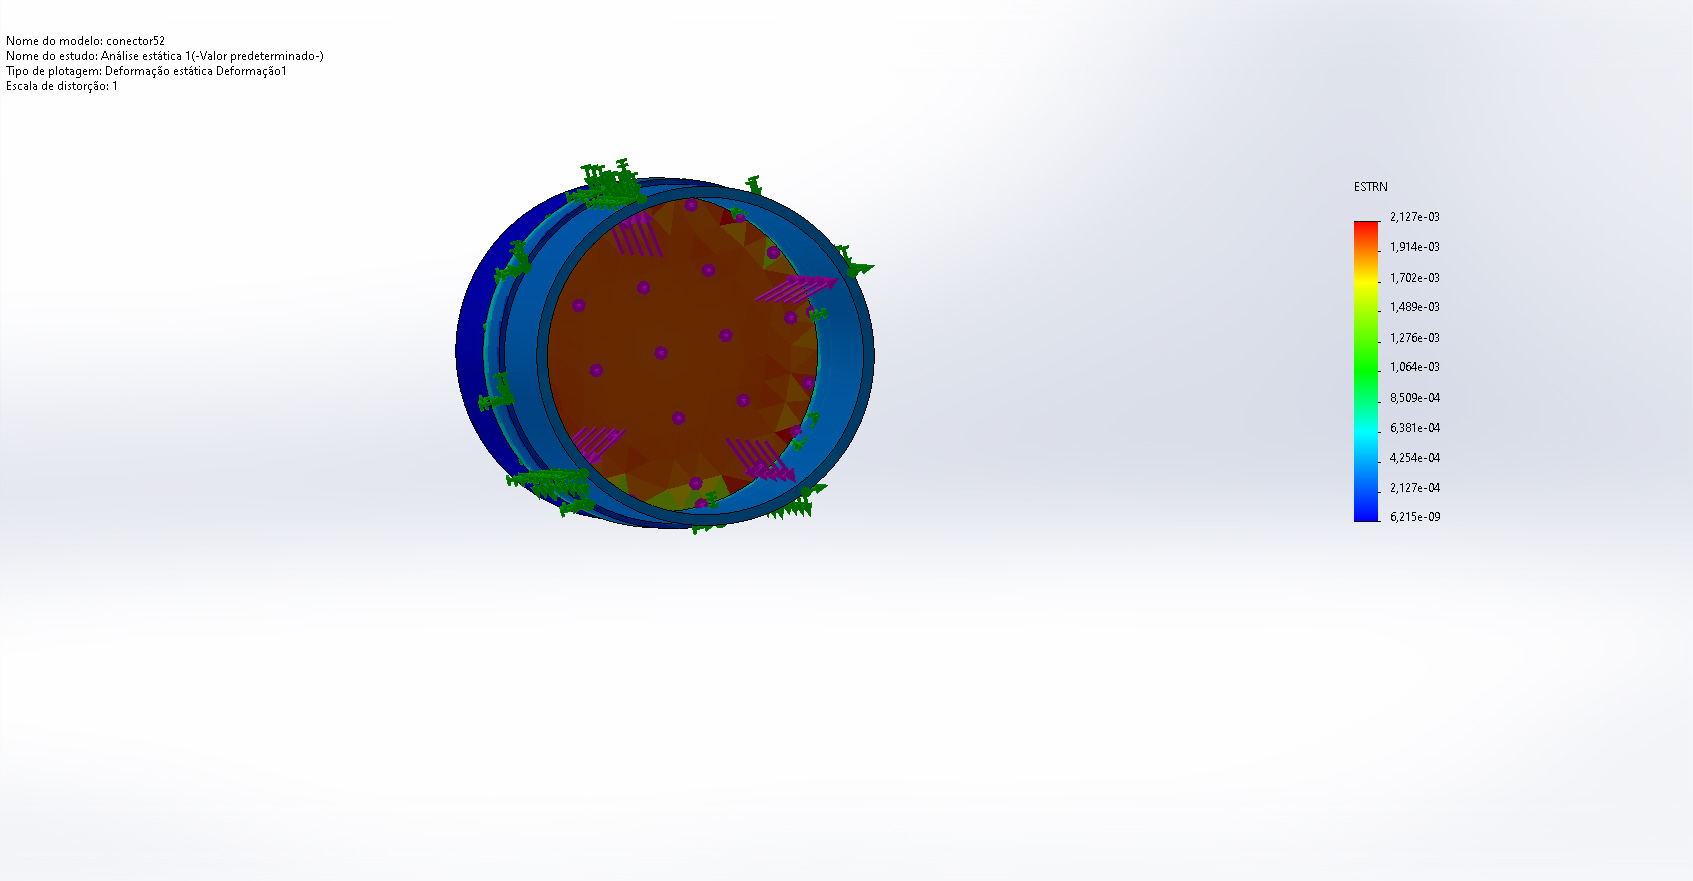 Nome do modelo: conector52
Nome do estudo: Análise estática 1(-Valor predeterminado-)
Tipo de plotagem: Deformação estática Deformação1
Escala de distorção: 1
ESTRN
2,127e-03
1,914e-03
1,702e-03
1,489e-03
1,276e-03
1,064e-03
8,509e-04
6,381e-04
4,254e-04
2,127e-04
6,215e-09